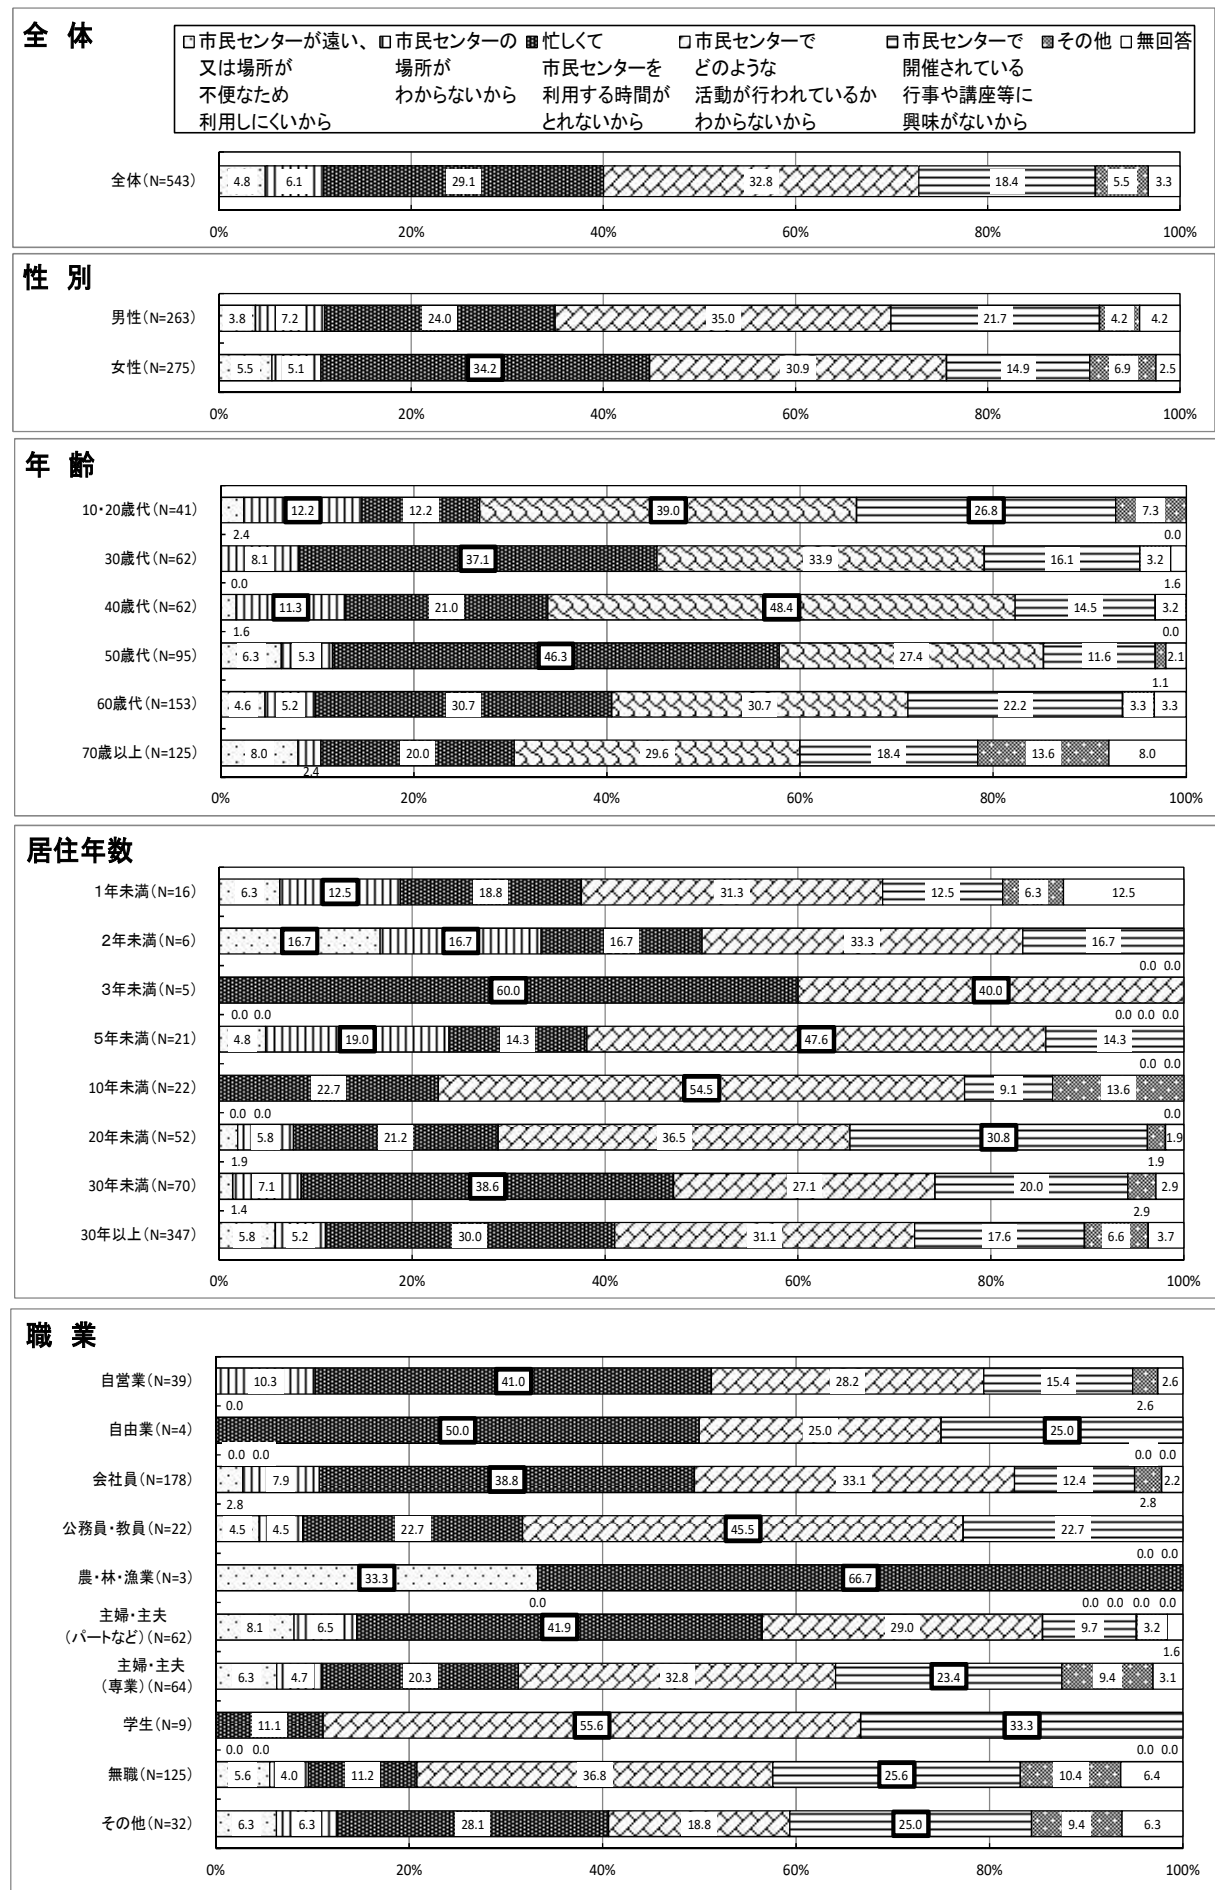 全 体
市民センターが遠い、 市民センターの 忙しくて 市民センターで 市民センターで その他 無回答
又は場所が 場所が 市民センターを どのような 開催されている
不便なため わからないから 利用する時間が 活動が行われているか 行事や講座等に
利用しにくいから とれないから わからないから 興味がないから
全体(N=543) 4.8 6.1 29.1 32.8 18.4 5.5 3.3
0% 20% 40% 60% 80% 100%
性 別
男性(N=263) 3.8 7.2 24.0 35.0 21.7 4.2 4.2
女性(N=275) 5.5 5.1 34.2 30.9 14.9 6.9 2.5
0% 20% 40% 60% 80% 100%
年 齢
10・20歳代(N=41) 12.2 12.2 39.0 26.8 7.3
2.4 0.0
30歳代(N=62) 8.1 37.1 33.9 16.1 3.2
0.0 1.6
40歳代(N=62) 11.3 21.0 48.4 14.5 3.2
1.6 0.0
50歳代(N=95) 6.3 5.3 46.3 27.4 11.6 2.1
1.1
60歳代(N=153) 4.6 5.2 30.7 30.7 22.2 3.3 3.3
70歳以上(N=125) 8.0 20.0 29.6 18.4 13.6 8.0
2.4
0% 20% 40% 60% 80% 100%
居住年数
1年未満(N=16) 6.3 12.5 18.8 31.3 12.5 6.3 12.5
2年未満(N=6) 16.7 16.7 16.7 33.3 16.7
0.0 0.0
3年未満(N=5) 60.0 40.0
0.0 0.0 0.0 0.0 0.0
5年未満(N=21) 4.8 19.0 14.3 47.6 14.3
0.0 0.0
10年未満(N=22) 22.7 54.5 9.1 13.6
0.0 0.0 0.0
20年未満(N=52) 5.8 21.2 36.5 30.8 1.9
1.9 1.9
30年未満(N=70) 7.1 38.6 27.1 20.0 2.9
1.4 2.9
30年以上(N=347) 5.8 5.2 30.0 31.1 17.6 6.6 3.7
0% 20% 40% 60% 80% 100%
職 業
自営業(N=39) 10.3 41.0 28.2 15.4 2.6
0.0 2.6
自由業(N=4) 50.0 25.0 25.0
0.0 0.0 0.0 0.0
会社員(N=178) 7.9 38.8 33.1 12.4 2.2
2.8 2.8
公務員・教員(N=22) 4.5 4.5 22.7 45.5 22.7
0.0 0.0
農・林・漁業(N=3) 33.3 66.7
0.0 0.0 0.0 0.0 0.0
主婦・主夫
(パートなど)(N=62) 8.1 6.5 41.9 29.0 9.7 3.2
1.6
主婦・主夫
(専業)(N=64) 6.3 4.7 20.3 32.8 23.4 9.4 3.1
学生(N=9) 11.1 55.6 33.3
0.0 0.0 0.0 0.0
無職(N=125) 5.6 4.0 11.2 36.8 25.6 10.4 6.4
その他(N=32) 6.3 6.3 28.1 18.8 25.0 9.4 6.3
0% 20% 40% 60% 80% 100%